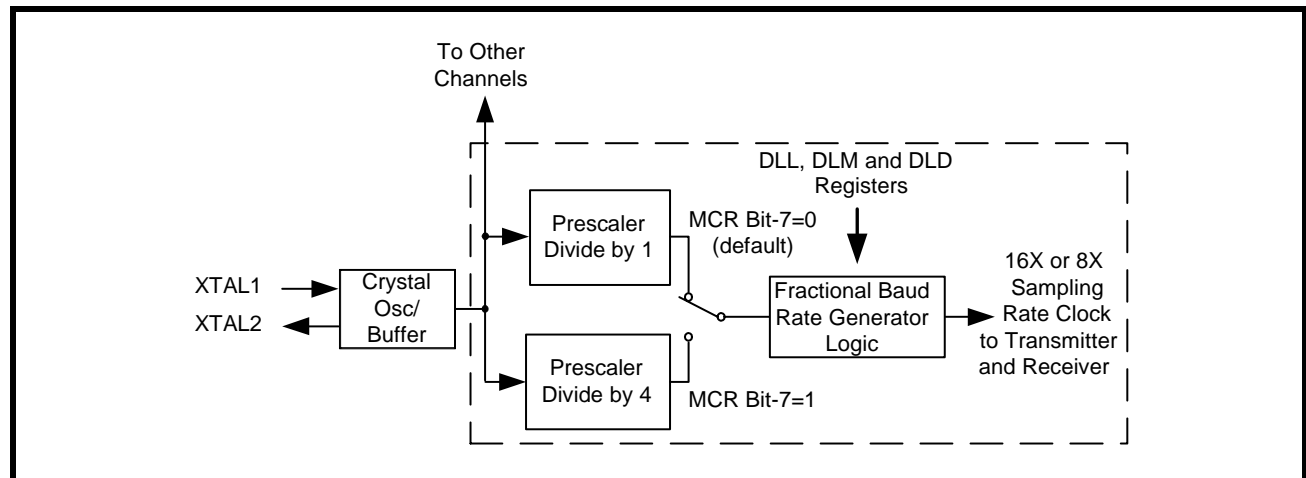 To Other
Channels
DLL, DLM and DLD
Registers
Prescaler
Divide by 1
MCR Bit-7=0
(default)
XTAL1
XTAL2
Crystal
Osc/
Buffer
Fractional Baud
Rate Generator
Logic
16X or 8X
Sampling
Rate Clock
to Transmitter
and Receiver
Prescaler
Divide by 4
MCR Bit-7=1